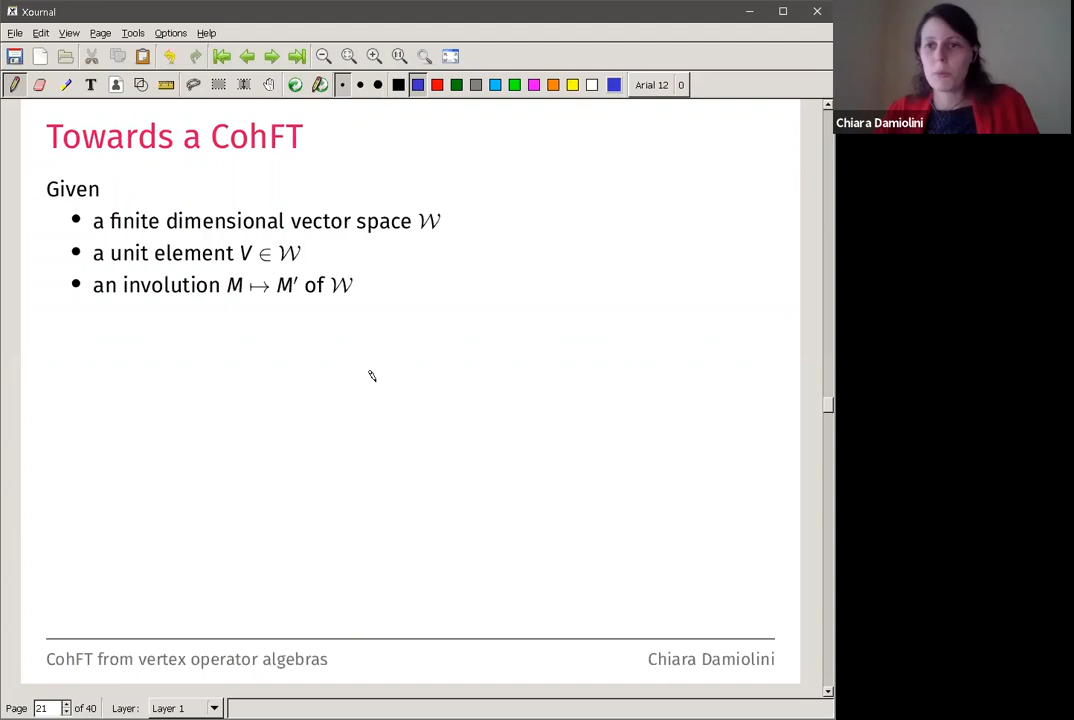 Xournal
File Edit View Page Tools Options Help
Arial 12 0
Chiara Damiolini
Towards a CohFT
Given
• a finite dimensional vector space 𝒲
• a unit element V ∈ 𝒲
• an involution M ↦ M′ of 𝒲
CohFT from vertex operator algebras Chiara Damiolini
Page 21 of 40 Layer: Layer 1